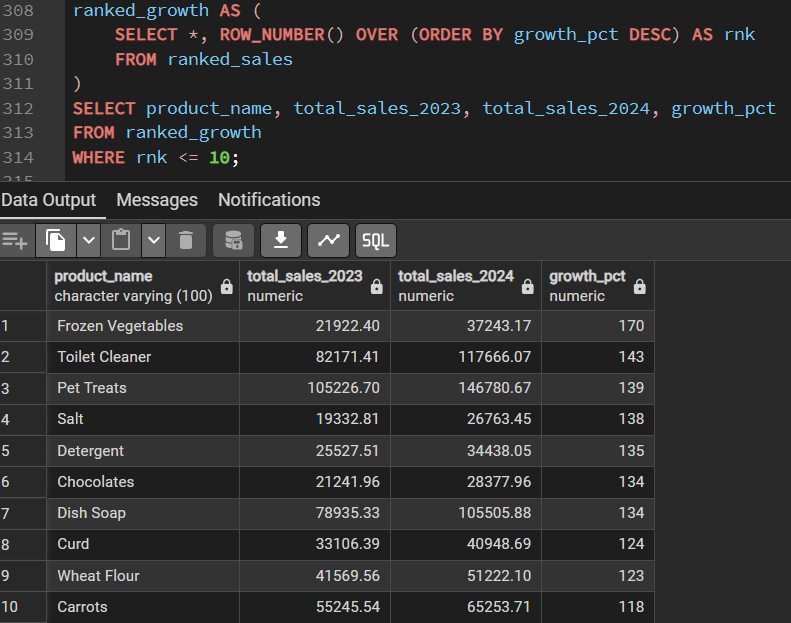 308 ranked_growth AS (
309 SELECT *, ROW_NUMBER() OVER (ORDER BY growth_pct DESC) AS rnk
310 FROM ranked_sales
311 )
312 SELECT product_name, total_sales_2023, total_sales_2024, growth_pct
313 FROM ranked_growth
314 WHERE rnk <= 10;
315
Data Output Messages Notifications
SQL
product_name total_sales_2023 total_sales_2024 growth_pct
character varying (100) numeric numeric numeric
1 Frozen Vegetables 21922.40 37243.17 170
2 Toilet Cleaner 82171.41 117666.07 143
3 Pet Treats 105226.70 146780.67 139
4 Salt 19332.81 26763.45 138
5 Detergent 25527.51 34438.05 135
6 Chocolates 21241.96 28377.96 134
7 Dish Soap 78935.33 105505.88 134
8 Curd 33106.39 40948.69 124
9 Wheat Flour 41569.56 51222.10 123
10 Carrots 55245.54 65253.71 118